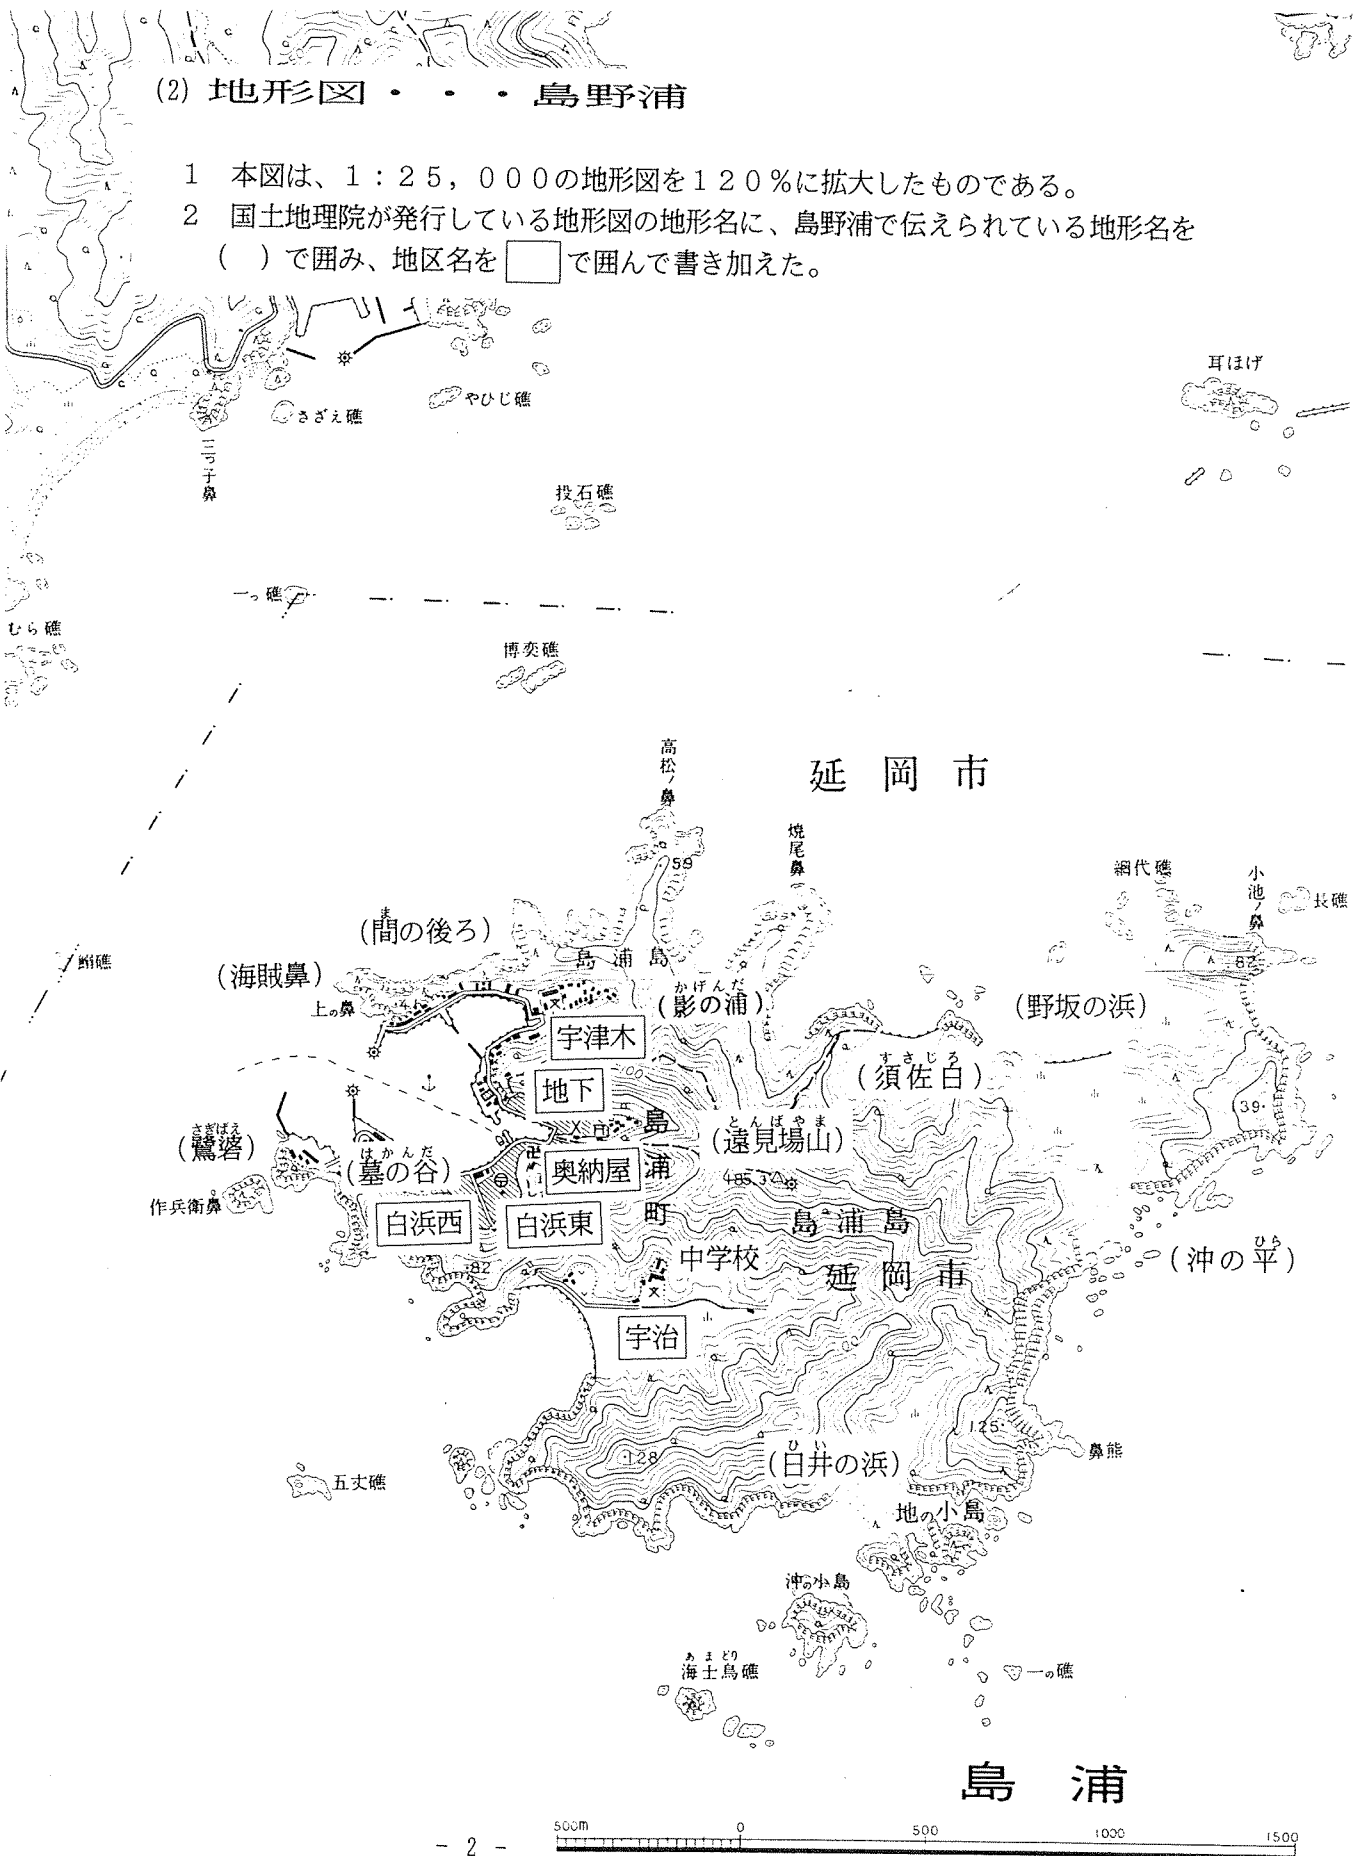 (2) 地形図・・・島野浦
1 本図は、1:25,000の地形図を120%に拡大したものである。
2 国土地理院が発行している地形図の地形名に、島野浦で伝えられている地形名を
( )で囲み、地区名を□で囲んで書き加えた。
耳ほげ
やひじ礁
さざえ礁
三っ子鼻
投石礁
一っ礁
むら礁
博奕礁
高松ノ鼻
延岡市
焼尾鼻
59
網代礁
小池ノ鼻
長礁
ま
(間の後ろ)
島浦島
82
(海賊鼻)
上の鼻
かげんだ
(影の浦)
(野坂の浜)
宇津木
すさじろ
(須佐白)
100
地下
139
島浦町
とんばやま
(遠見場山)
さぎばえ
(鷺碆)
はかんだ
(墓の谷)
奥納屋
185.3
作兵衛鼻
白浜西
白浜東
島浦島
ひら
(沖の平)
82
中学校
延岡市
宇治
125
鼻熊
128
ひい
(日井の浜)
五丈礁
地の小島
沖の小島
あまどり
海士鳥礁
一の礁
島浦
500m 0 500 1000 1500
- 2 -